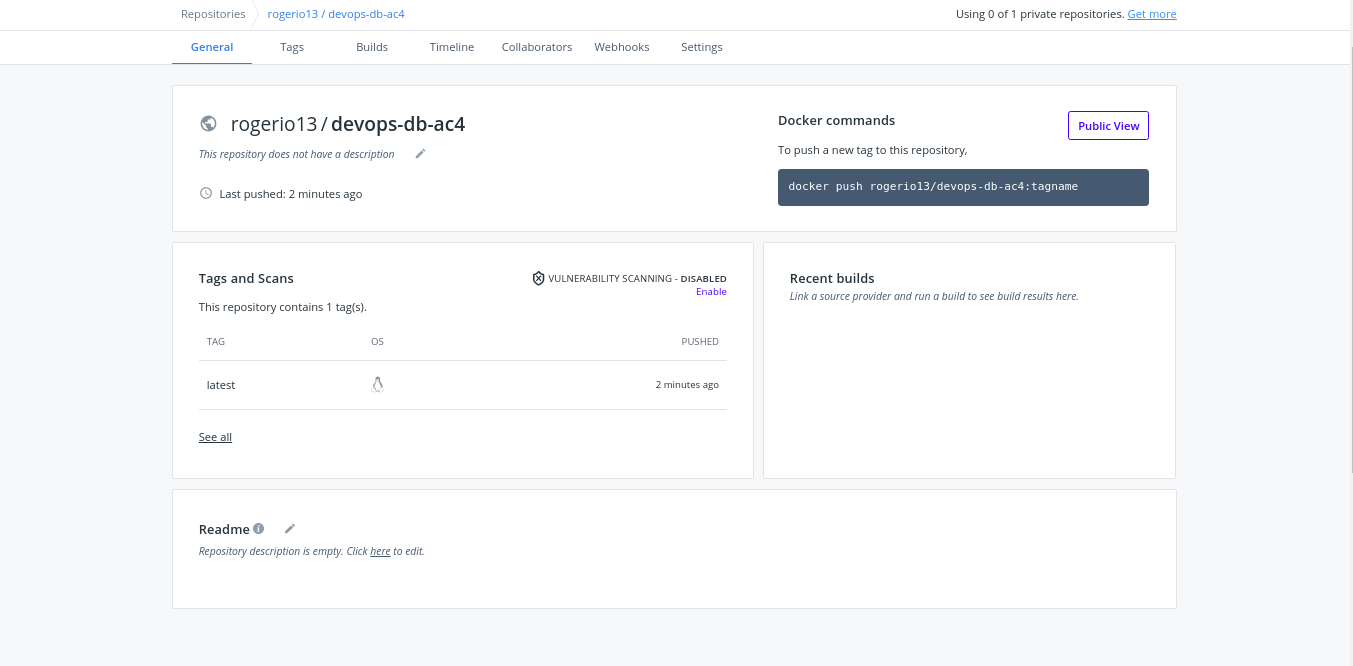 Repositories rogerio13 / devops-db-ac4 Using 0 of 1 private repositories. Get more
General Tags Builds Timeline Collaborators Webhooks Settings
rogerio13 / devops-db-ac4
This repository does not have a description
Last pushed: 2 minutes ago
Docker commands
Public View
To push a new tag to this repository,
docker push rogerio13/devops-db-ac4:tagname
Tags and Scans
VULNERABILITY SCANNING - DISABLED
Enable
This repository contains 1 tag(s).
TAG OS PUSHED
latest 2 minutes ago
See all
Recent builds
Link a source provider and run a build to see build results here.
Readme
Repository description is empty. Click here to edit.